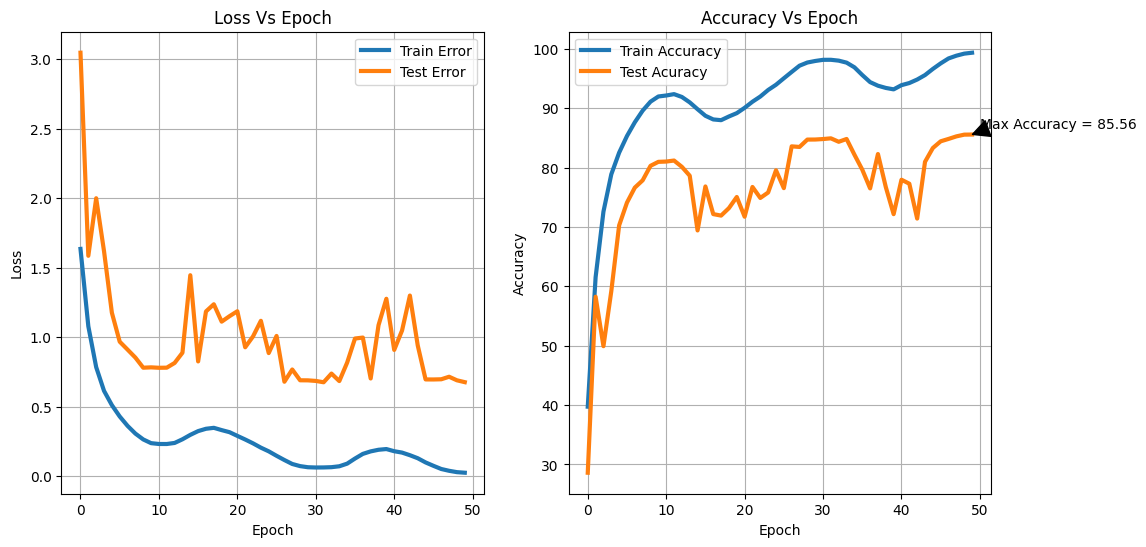 Loss Vs Epoch
Train Error
Test Error
3.0
2.5
2.0
1.5
1.0
0.5
0.0
Loss
0 10 20 30 40 50
Epoch
Accuracy Vs Epoch
Train Accuracy
Test Acuracy
Max Accuracy = 85.56
100
90
80
70
60
50
40
30
Accuracy
0 10 20 30 40 50
Epoch